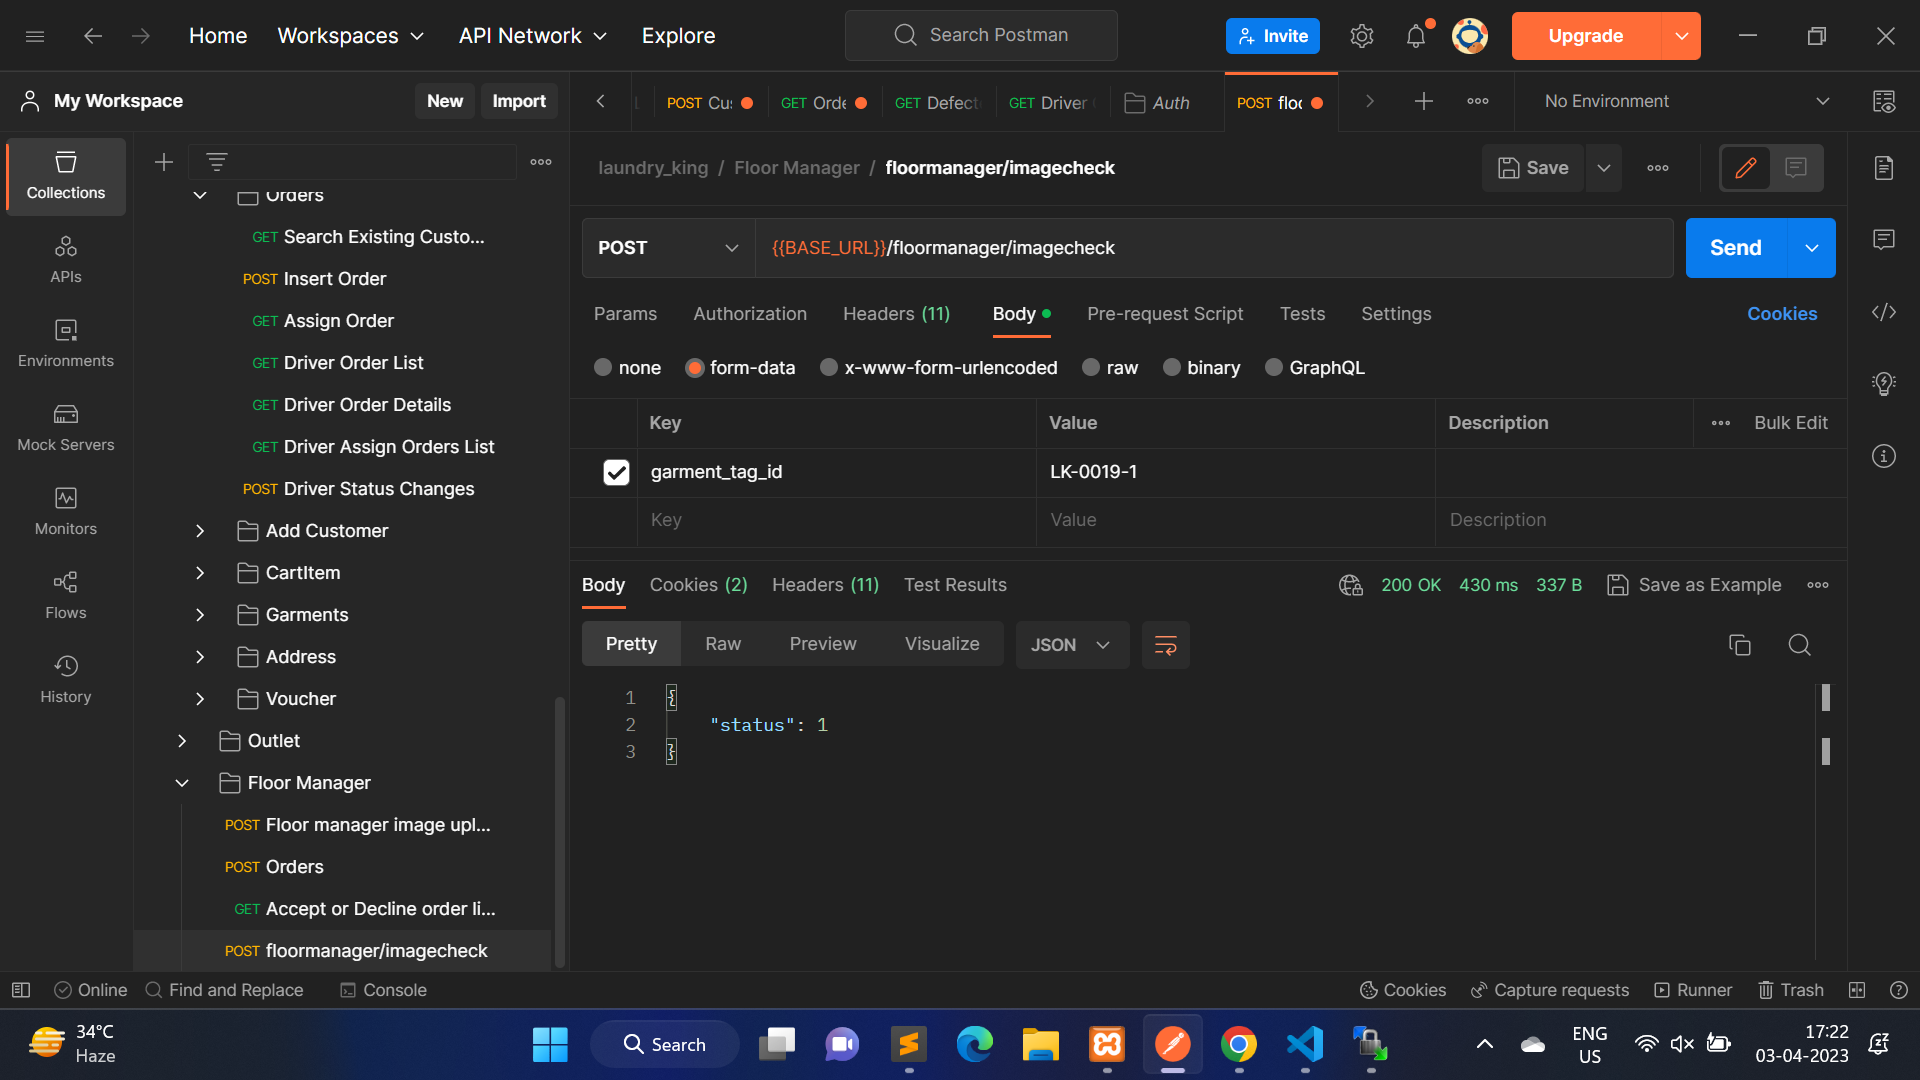 Home
Workspaces
API Network
Explore
Search Postman
Invite
Upgrade
My Workspace
New
Import
POST Cu
GET Orde
GET Defect
GET Driver
Auth
POST floo
No Environment
Collections
APIs
Environments
Mock Servers
Monitors
Flows
History
Orders
GET Search Existing Custo...
POST Insert Order
GET Assign Order
GET Driver Order List
GET Driver Order Details
GET Driver Assign Orders List
POST Driver Status Changes
Add Customer
CartItem
Garments
Address
Voucher
Outlet
Floor Manager
POST Floor manager image upl...
POST Orders
GET Accept or Decline order li...
POST floormanager/imagecheck
laundry_king / Floor Manager / floormanager/imagecheck
Save
POST
{{BASE_URL}}/floormanager/imagecheck
Send
Params
Authorization
Headers (11)
Body
Pre-request Script
Tests
Settings
Cookies
none
form-data
x-www-form-urlencoded
raw
binary
GraphQL
Key
Value
Description
Bulk Edit
garment_tag_id
LK-0019-1
Key
Value
Description
Body
Cookies (2)
Headers (11)
Test Results
200 OK
430 ms
337 B
Save as Example
Pretty
Raw
Preview
Visualize
JSON
1 {
2 "status": 1
3 }
Online
Find and Replace
Console
Cookies
Capture requests
Runner
Trash
34°C
Haze
Search
ENG
US
17:22
03-04-2023